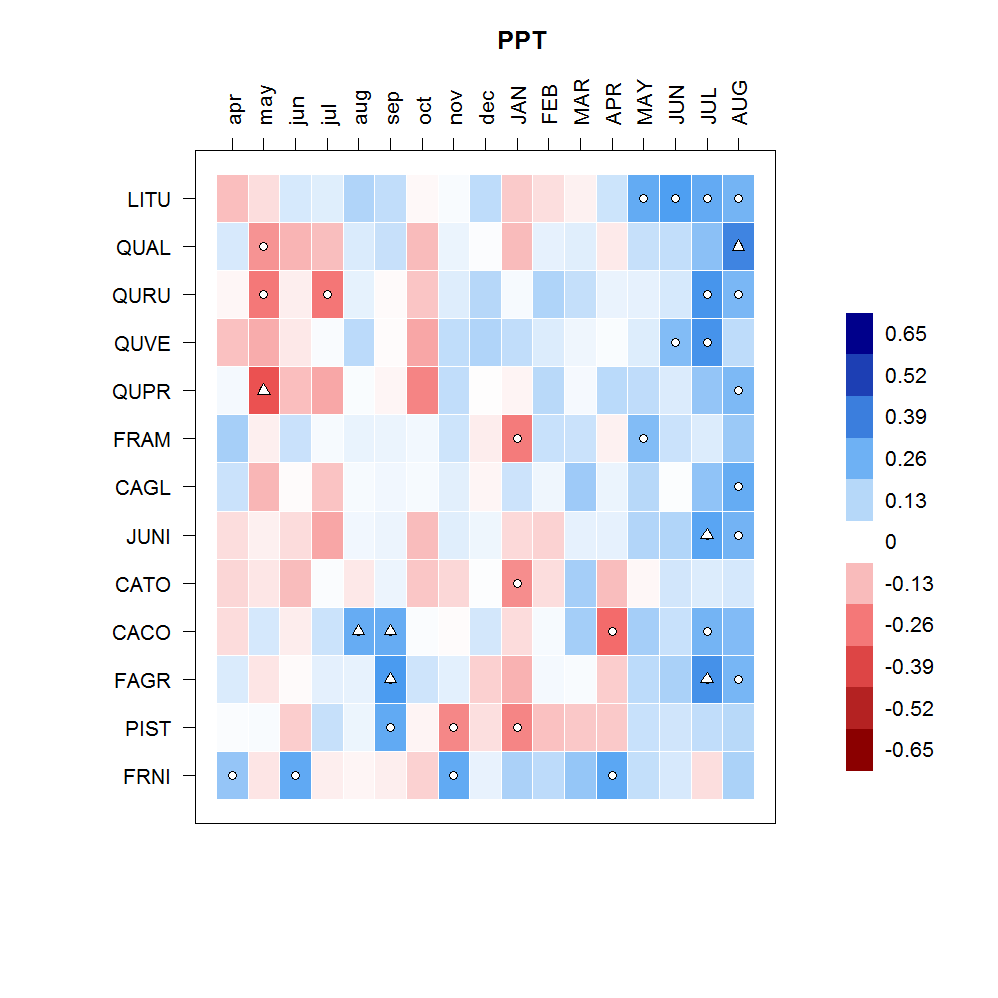 PPT
apr may jun jul aug sep oct nov dec JAN FEB MAR APR MAY JUN JUL AUG
LITU
QUAL
QURU
QUVE
QUPR
FRAM
CAGL
JUNI
CATO
CACO
FAGR
PIST
FRNI
0.65
0.52
0.39
0.26
0.13
0
-0.13
-0.26
-0.39
-0.52
-0.65